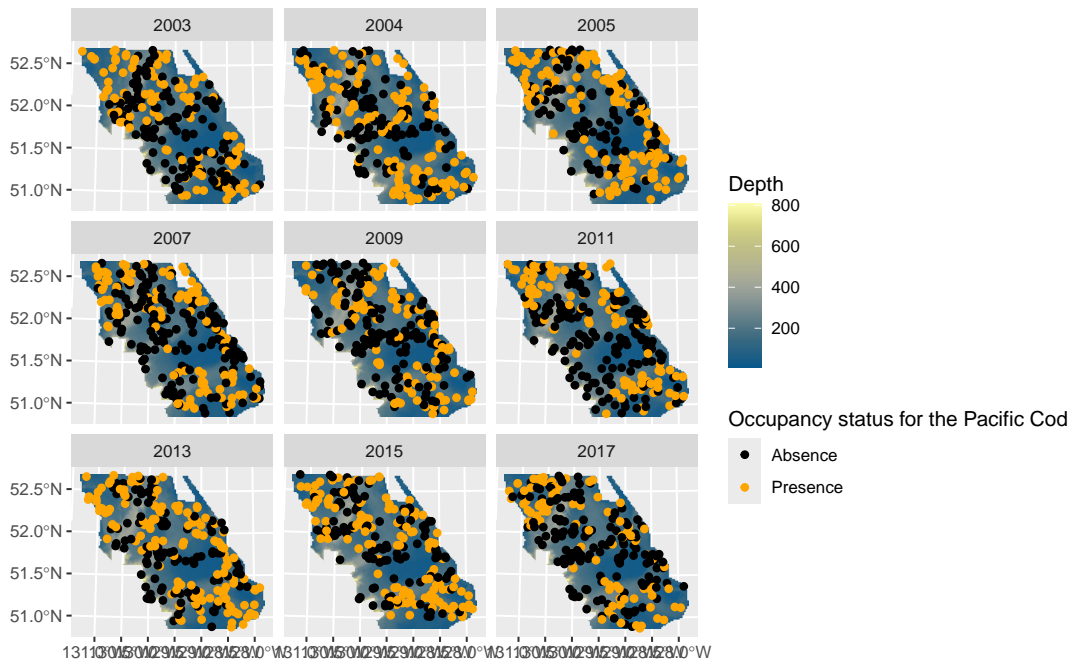 2003 2004 2005
52.5°N
52.0°N
51.5°N
51.0°N
2007 2009 2011
52.5°N
52.0°N
51.5°N
51.0°N
2013 2015 2017
52.5°N
52.0°N
51.5°N
51.0°N
Depth
800
600
400
200
Occupancy status for the Pacific Cod
Absence
Presence